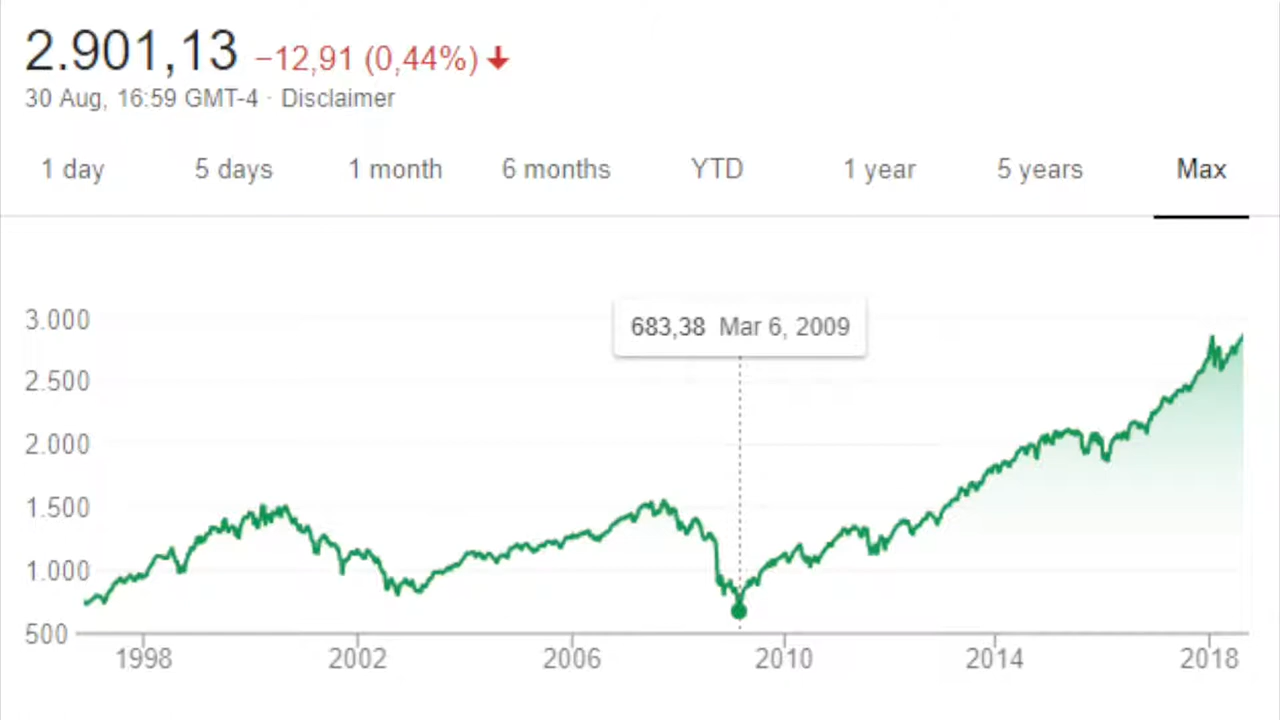 2.901,13 −12,91 (0,44%)
30 Aug, 16:59 GMT-4 · Disclaimer
1 day 5 days 1 month 6 months YTD 1 year 5 years Max
683,38 Mar 6, 2009
3.000
2.500
2.000
1.500
1.000
500
1998 2002 2006 2010 2014 2018